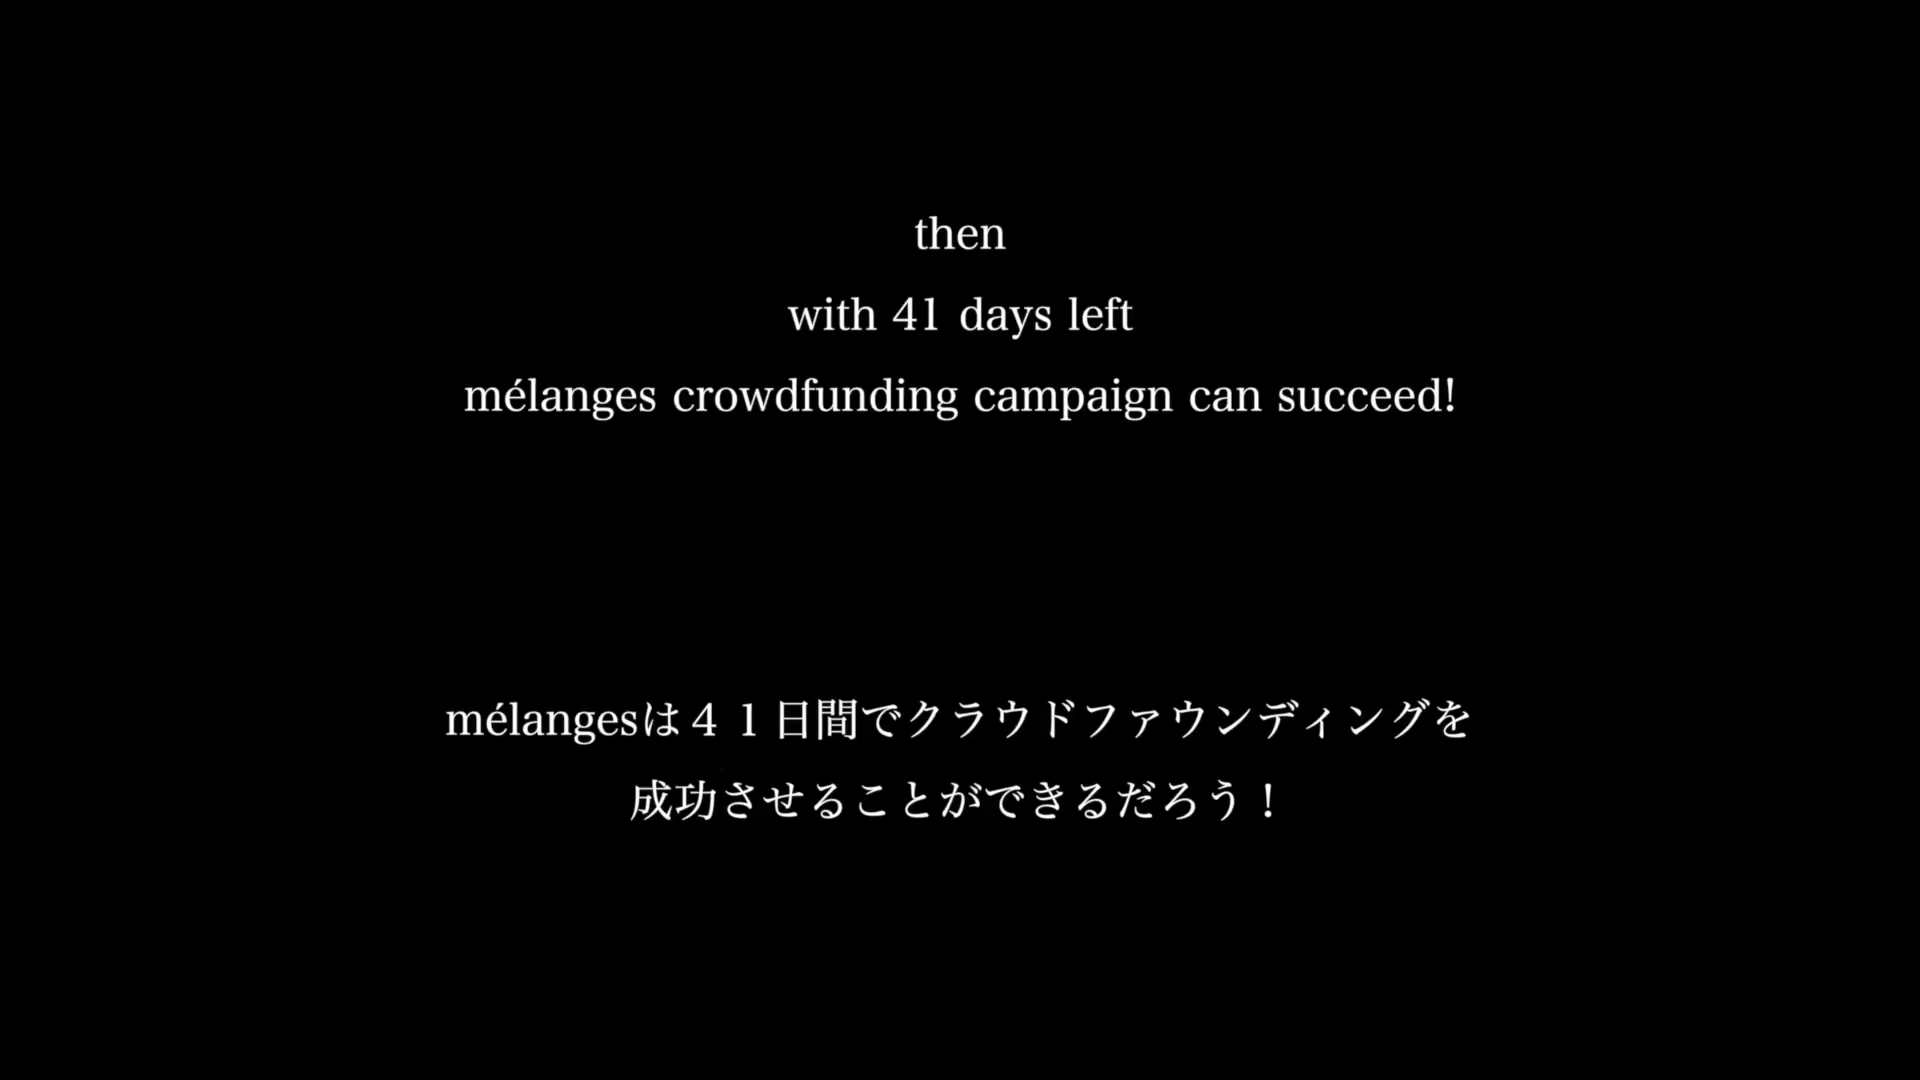 then
with 41 days left
mélanges crowdfunding campaign can succeed!
mélangesは４１日間でクラウドファウンディングを
成功させることができるだろう！